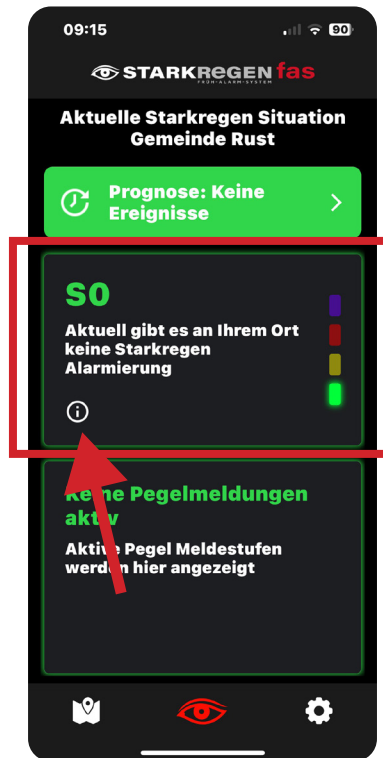 09:15
90
STARKREGEN fas
FRÜH-ALARM-SYSTEM
Aktuelle Starkregen Situation
Gemeinde Rust
Prognose: Keine
Ereignisse
S0
Aktuell gibt es an Ihrem Ort
keine Starkregen
Alarmierung
Keine Pegelmeldungen
aktiv
Aktive Pegel Meldestufen
werden hier angezeigt